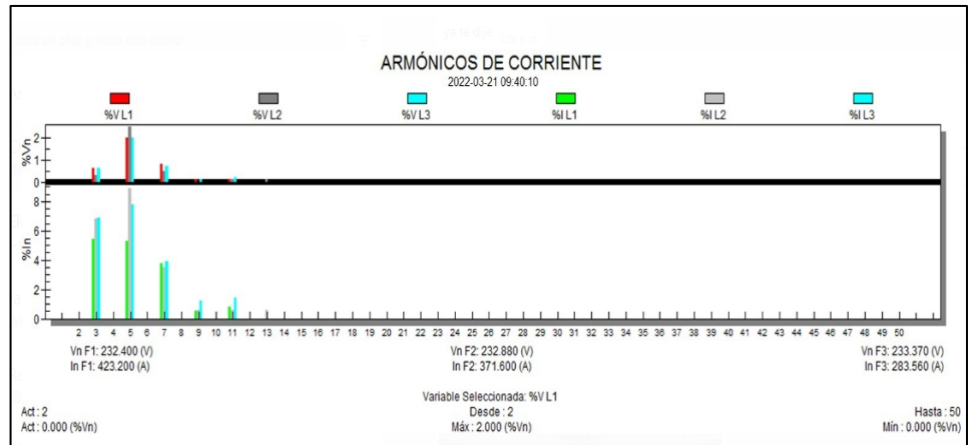 ARMÓNICOS DE CORRIENTE
2022-03-21 09:40:10
%V L1 %V L2 %V L3 %I L1 %I L2 %I L3
%Vn
2
1
0
%In
8
6
4
2
0
2 3 4 5 6 7 8 9 10 11 12 13 14 15 16 17 18 19 20 21 22 23 24 25 26 27 28 29 30 31 32 33 34 35 36 37 38 39 40 41 42 43 44 45 46 47 48 49 50
Vn F1: 232.400 (V) Vn F2: 232.880 (V) Vn F3: 233.370 (V)
In F1: 423.200 (A) In F2: 371.600 (A) In F3: 283.560 (A)
Variable Seleccionada: %V L1
Act : 2 Desde : 2 Hasta : 50
Act : 0.000 (%Vn) Máx : 2.000 (%Vn) Mín : 0.000 (%Vn)